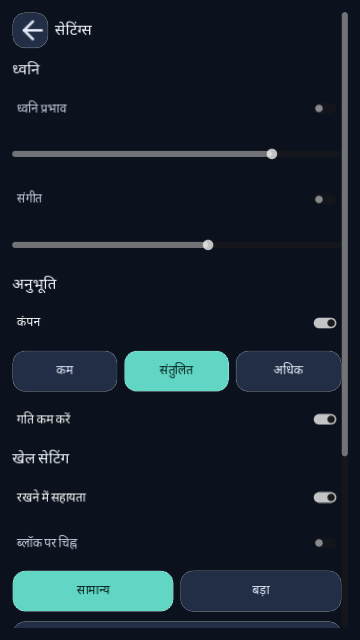 सेटिंग्स
ध्वनि
ध्वनि प्रभाव
संगीत
अनुभूति
कंपन
कम
संतुलित
अधिक
गति कम करें
खेल सेटिंग
रखने में सहायता
ब्लॉक पर चिह्न
सामान्य
बड़ा